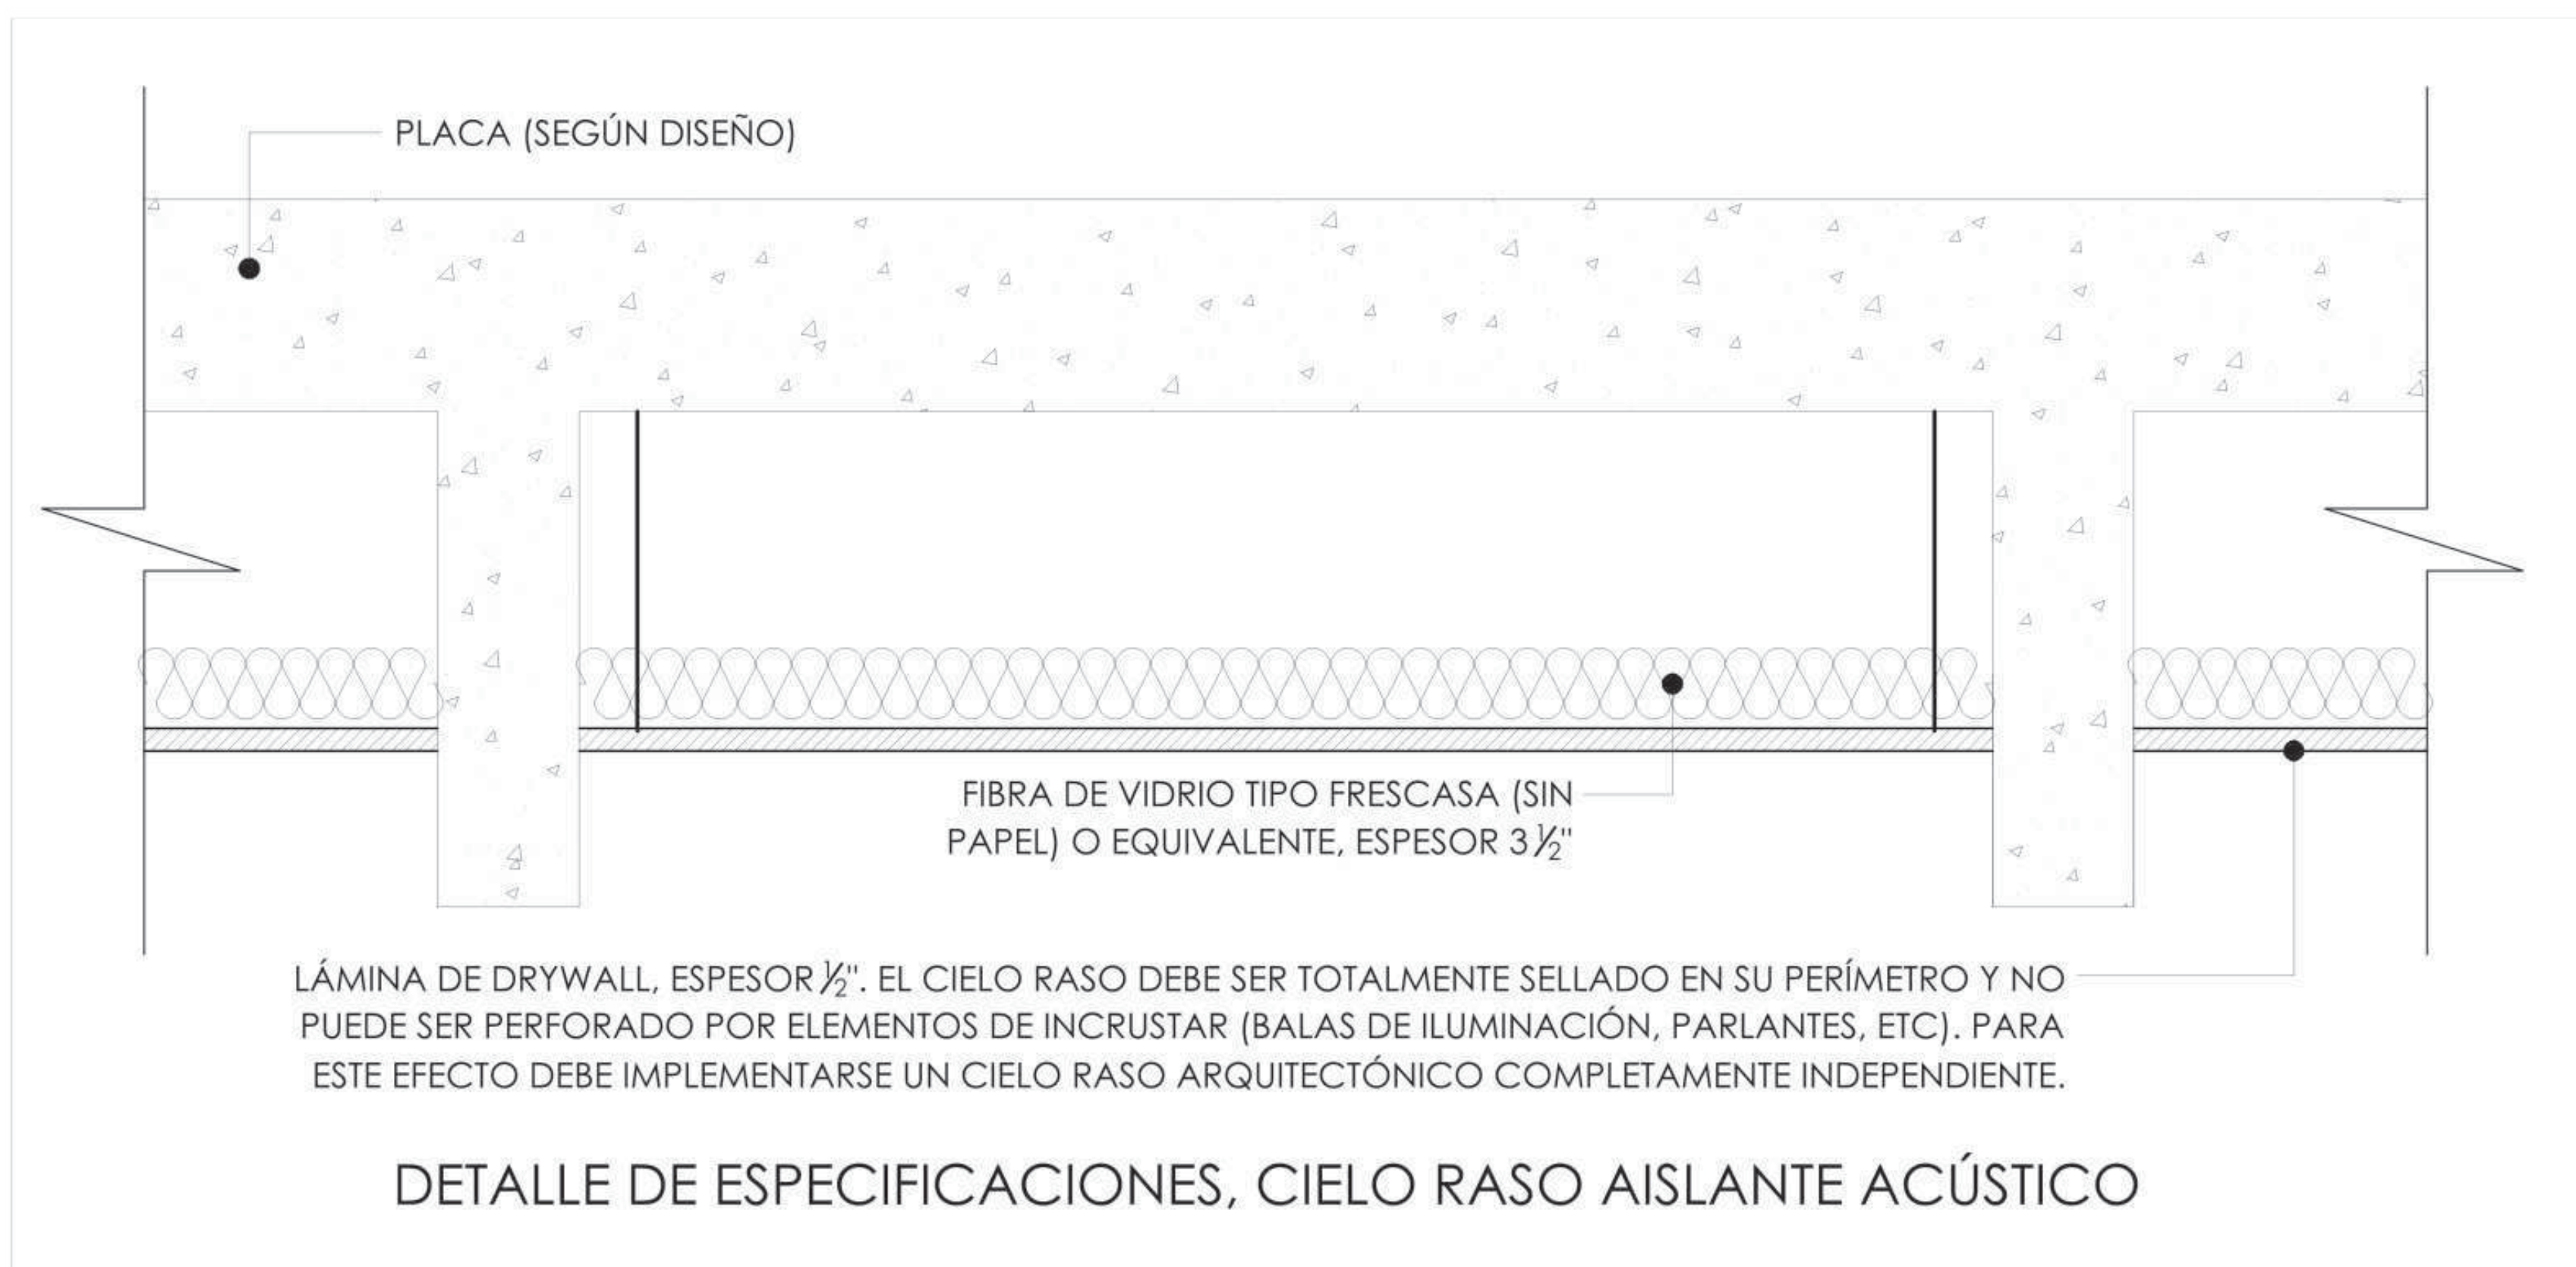 PLACA (SEGÚN DISEÑO)
FIBRA DE VIDRIO TIPO FRESCASA (SIN
PAPEL) O EQUIVALENTE, ESPESOR 3 ½"
LÁMINA DE DRYWALL, ESPESOR ½". EL CIELO RASO DEBE SER TOTALMENTE SELLADO EN SU PERÍMETRO Y NO
PUEDE SER PERFORADO POR ELEMENTOS DE INCRUSTAR (BALAS DE ILUMINACIÓN, PARLANTES, ETC). PARA
ESTE EFECTO DEBE IMPLEMENTARSE UN CIELO RASO ARQUITECTÓNICO COMPLETAMENTE INDEPENDIENTE.
DETALLE DE ESPECIFICACIONES, CIELO RASO AISLANTE ACÚSTICO